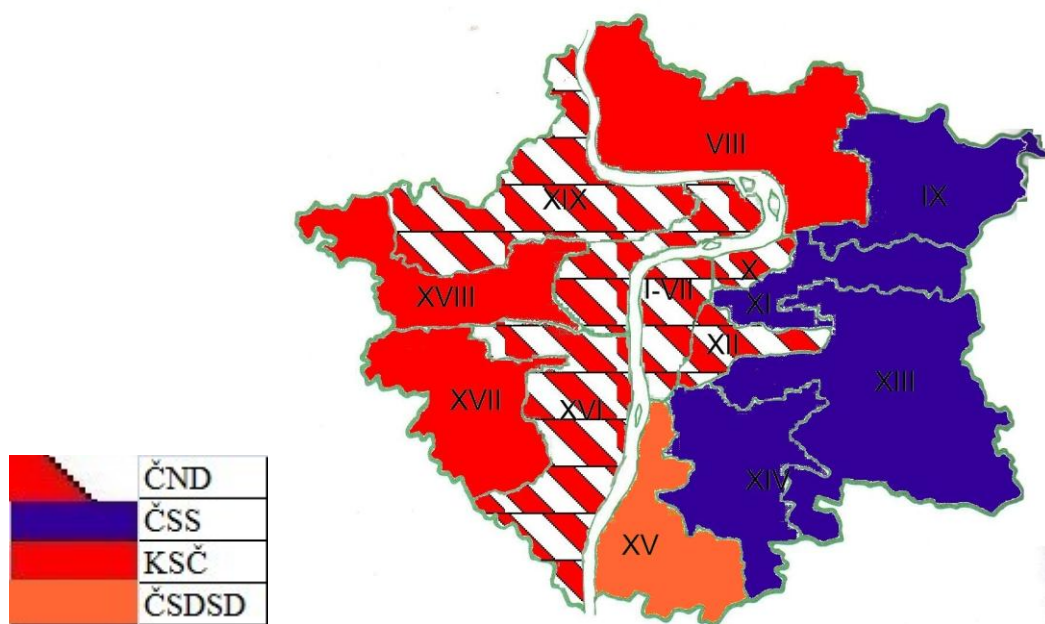 VIII
IX
XIX
X
I-VII
XVIII
XI
XII
XIII
XVII
XVI
XIV
XV
ČND
ČSS
KSČ
ČSDSD